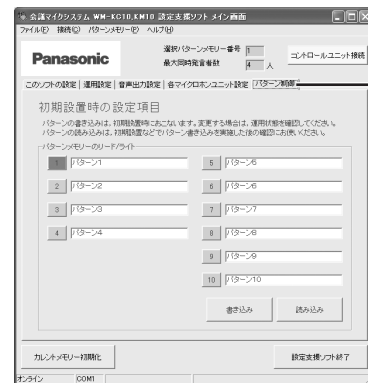 会議マイクシステム WM-KC10,KM10 設定支援ソフト メイン画面
ファイル(F) 接続(C) パターンメモリー(P) ヘルプ(H)
Panasonic
選択パターンメモリー番号 1
最大同時発言者数 4 人
コントロールユニット接続
このソフトの設定 運用設定 音声出力設定 各マイクロホンユニット設定 パターン制御
初期設置時の設定項目
パターンの書き込みは、初期設置時におこないます。変更する場合は、運用状態を確認してください。
パターンの読み込みは、初期設置などでパターン書き込みを実施した後の確認にお使いください。
パターンメモリーのリード/ライト
1 パターン1
2 パターン2
3 パターン3
4 パターン4
5 パターン5
6 パターン6
7 パターン7
8 パターン8
9 パターン9
10 パターン10
書き込み 読み込み
カレントメモリー初期化 設定支援ソフト終了
オンライン COM1